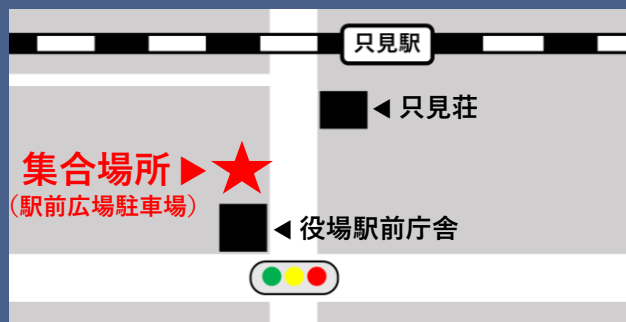 只見駅
◀ 只見荘
集合場所▶
（駅前広場駐車場）
◀ 役場駅前庁舎